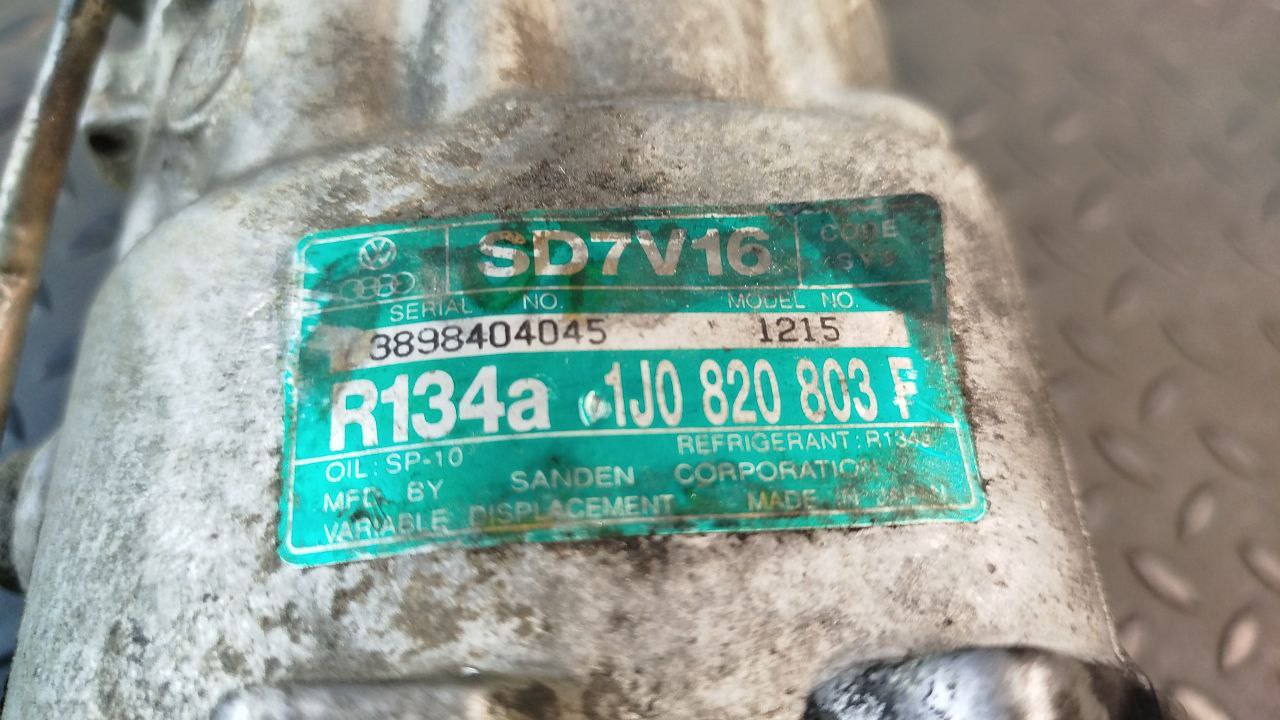 SD7V16 CODE
SERIAL NO. MODEL NO.
3898404045 1215
R134a 1J0 820 803 F
REFRIGERANT: R134a
OIL: SP-10
MFD. BY SANDEN CORPORATION
VARIABLE DISPLACEMENT MADE IN JAPAN